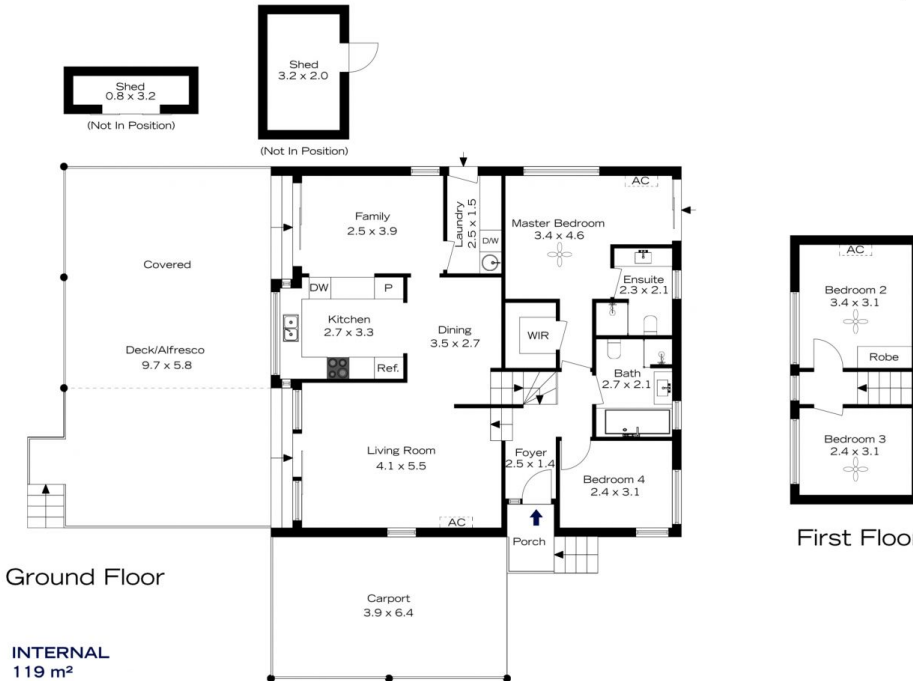 Shed
3.2 x 2.0
(Not In Position)
Shed
0.8 x 3.2
(Not In Position)
Covered
Deck/Alfresco
9.7 x 5.8
Family
2.5 x 3.9
Laundry
2.5 x 1.5
D/W
Master Bedroom
3.4 x 4.6
AC
Ensuite
2.3 x 2.1
DW
P
Kitchen
2.7 x 3.3
Ref.
Dining
3.5 x 2.7
WIR
Bath
2.7 x 2.1
Living Room
4.1 x 5.5
AC
Foyer
2.5 x 1.4
Bedroom 4
2.4 x 3.1
Porch
Carport
3.9 x 6.4
Ground Floor
AC
Bedroom 2
3.4 x 3.1
Robe
Bedroom 3
2.4 x 3.1
First Floor
INTERNAL
119 m²